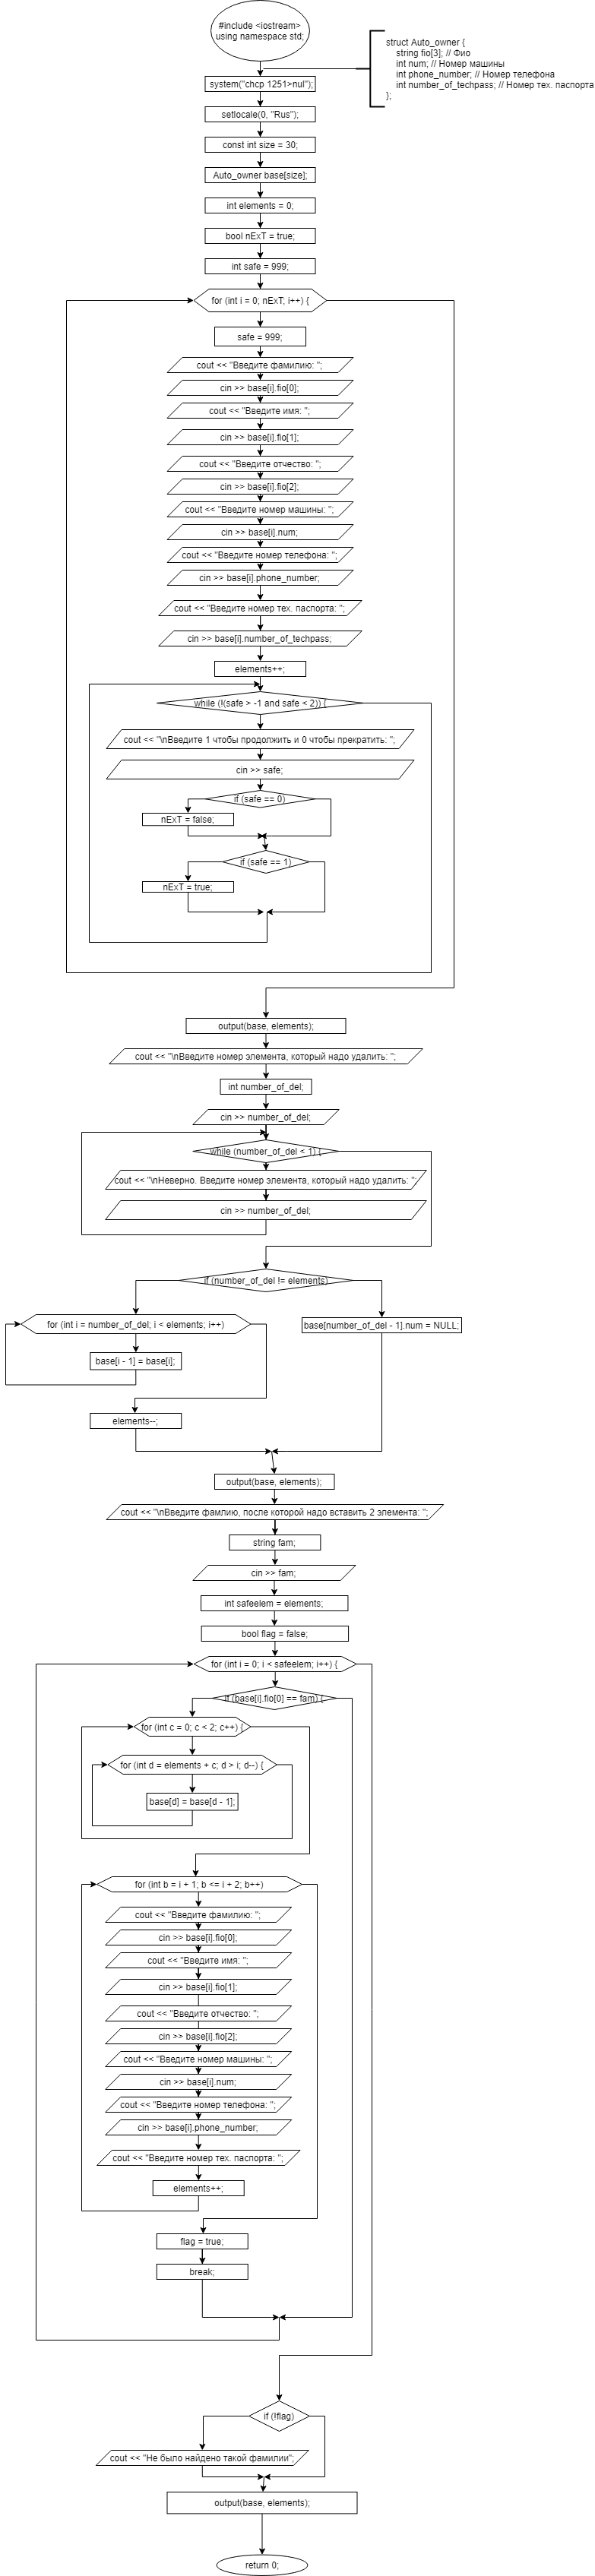 #include <iostream>
using namespace std;
struct Auto_owner {
string fio[3]; // Фио
int num; // Номер машины
int phone_number; // Номер телефона
int number_of_techpass; // Номер тех. паспорта
};
system("chcp 1251>nul");
setlocale(0, "Rus");
const int size = 30;
Auto_owner base[size];
int elements = 0;
bool nExT = true;
int safe = 999;
for (int i = 0; nExT; i++) {
safe = 999;
cout << "Введите фамилию: ";
cin >> base[i].fio[0];
cout << "Введите имя: ";
cin >> base[i].fio[1];
cout << "Введите отчество: ";
cin >> base[i].fio[2];
cout << "Введите номер машины: ";
cin >> base[i].num;
cout << "Введите номер телефона: ";
cin >> base[i].phone_number;
cout << "Введите номер тех. паспорта: ";
cin >> base[i].number_of_techpass;
elements++;
while (!(safe > -1 and safe < 2)) {
cout << "\nВведите 1 чтобы продолжить и 0 чтобы прекратить: ";
cin >> safe;
if (safe == 0)
nExT = false;
if (safe == 1)
nExT = true;
output(base, elements);
cout << "\nВведите номер элемента, который надо удалить: ";
int number_of_del;
cin >> number_of_del;
while (number_of_del < 1) {
cout << "\nНеверно. Введите номер элемента, который надо удалить: ";
cin >> number_of_del;
if (number_of_del != elements)
for (int i = number_of_del; i < elements; i++)
base[number_of_del - 1].num = NULL;
base[i - 1] = base[i];
elements--;
output(base, elements);
cout << "\nВведите фамлию, после которой надо вставить 2 элемента: ";
string fam;
cin >> fam;
int safeelem = elements;
bool flag = false;
for (int i = 0; i < safeelem; i++) {
if (base[i].fio[0] == fam) {
for (int c = 0; c < 2; c++) {
for (int d = elements + c; d > i; d--) {
base[d] = base[d - 1];
for (int b = i + 1; b <= i + 2; b++)
cout << "Введите фамилию: ";
cin >> base[i].fio[0];
cout << "Введите имя: ";
cin >> base[i].fio[1];
cout << "Введите отчество: ";
cin >> base[i].fio[2];
cout << "Введите номер машины: ";
cin >> base[i].num;
cout << "Введите номер телефона: ";
cin >> base[i].phone_number;
cout << "Введите номер тех. паспорта: ";
elements++;
flag = true;
break;
if (!flag)
cout << "Не было найдено такой фамилии";
output(base, elements);
return 0;